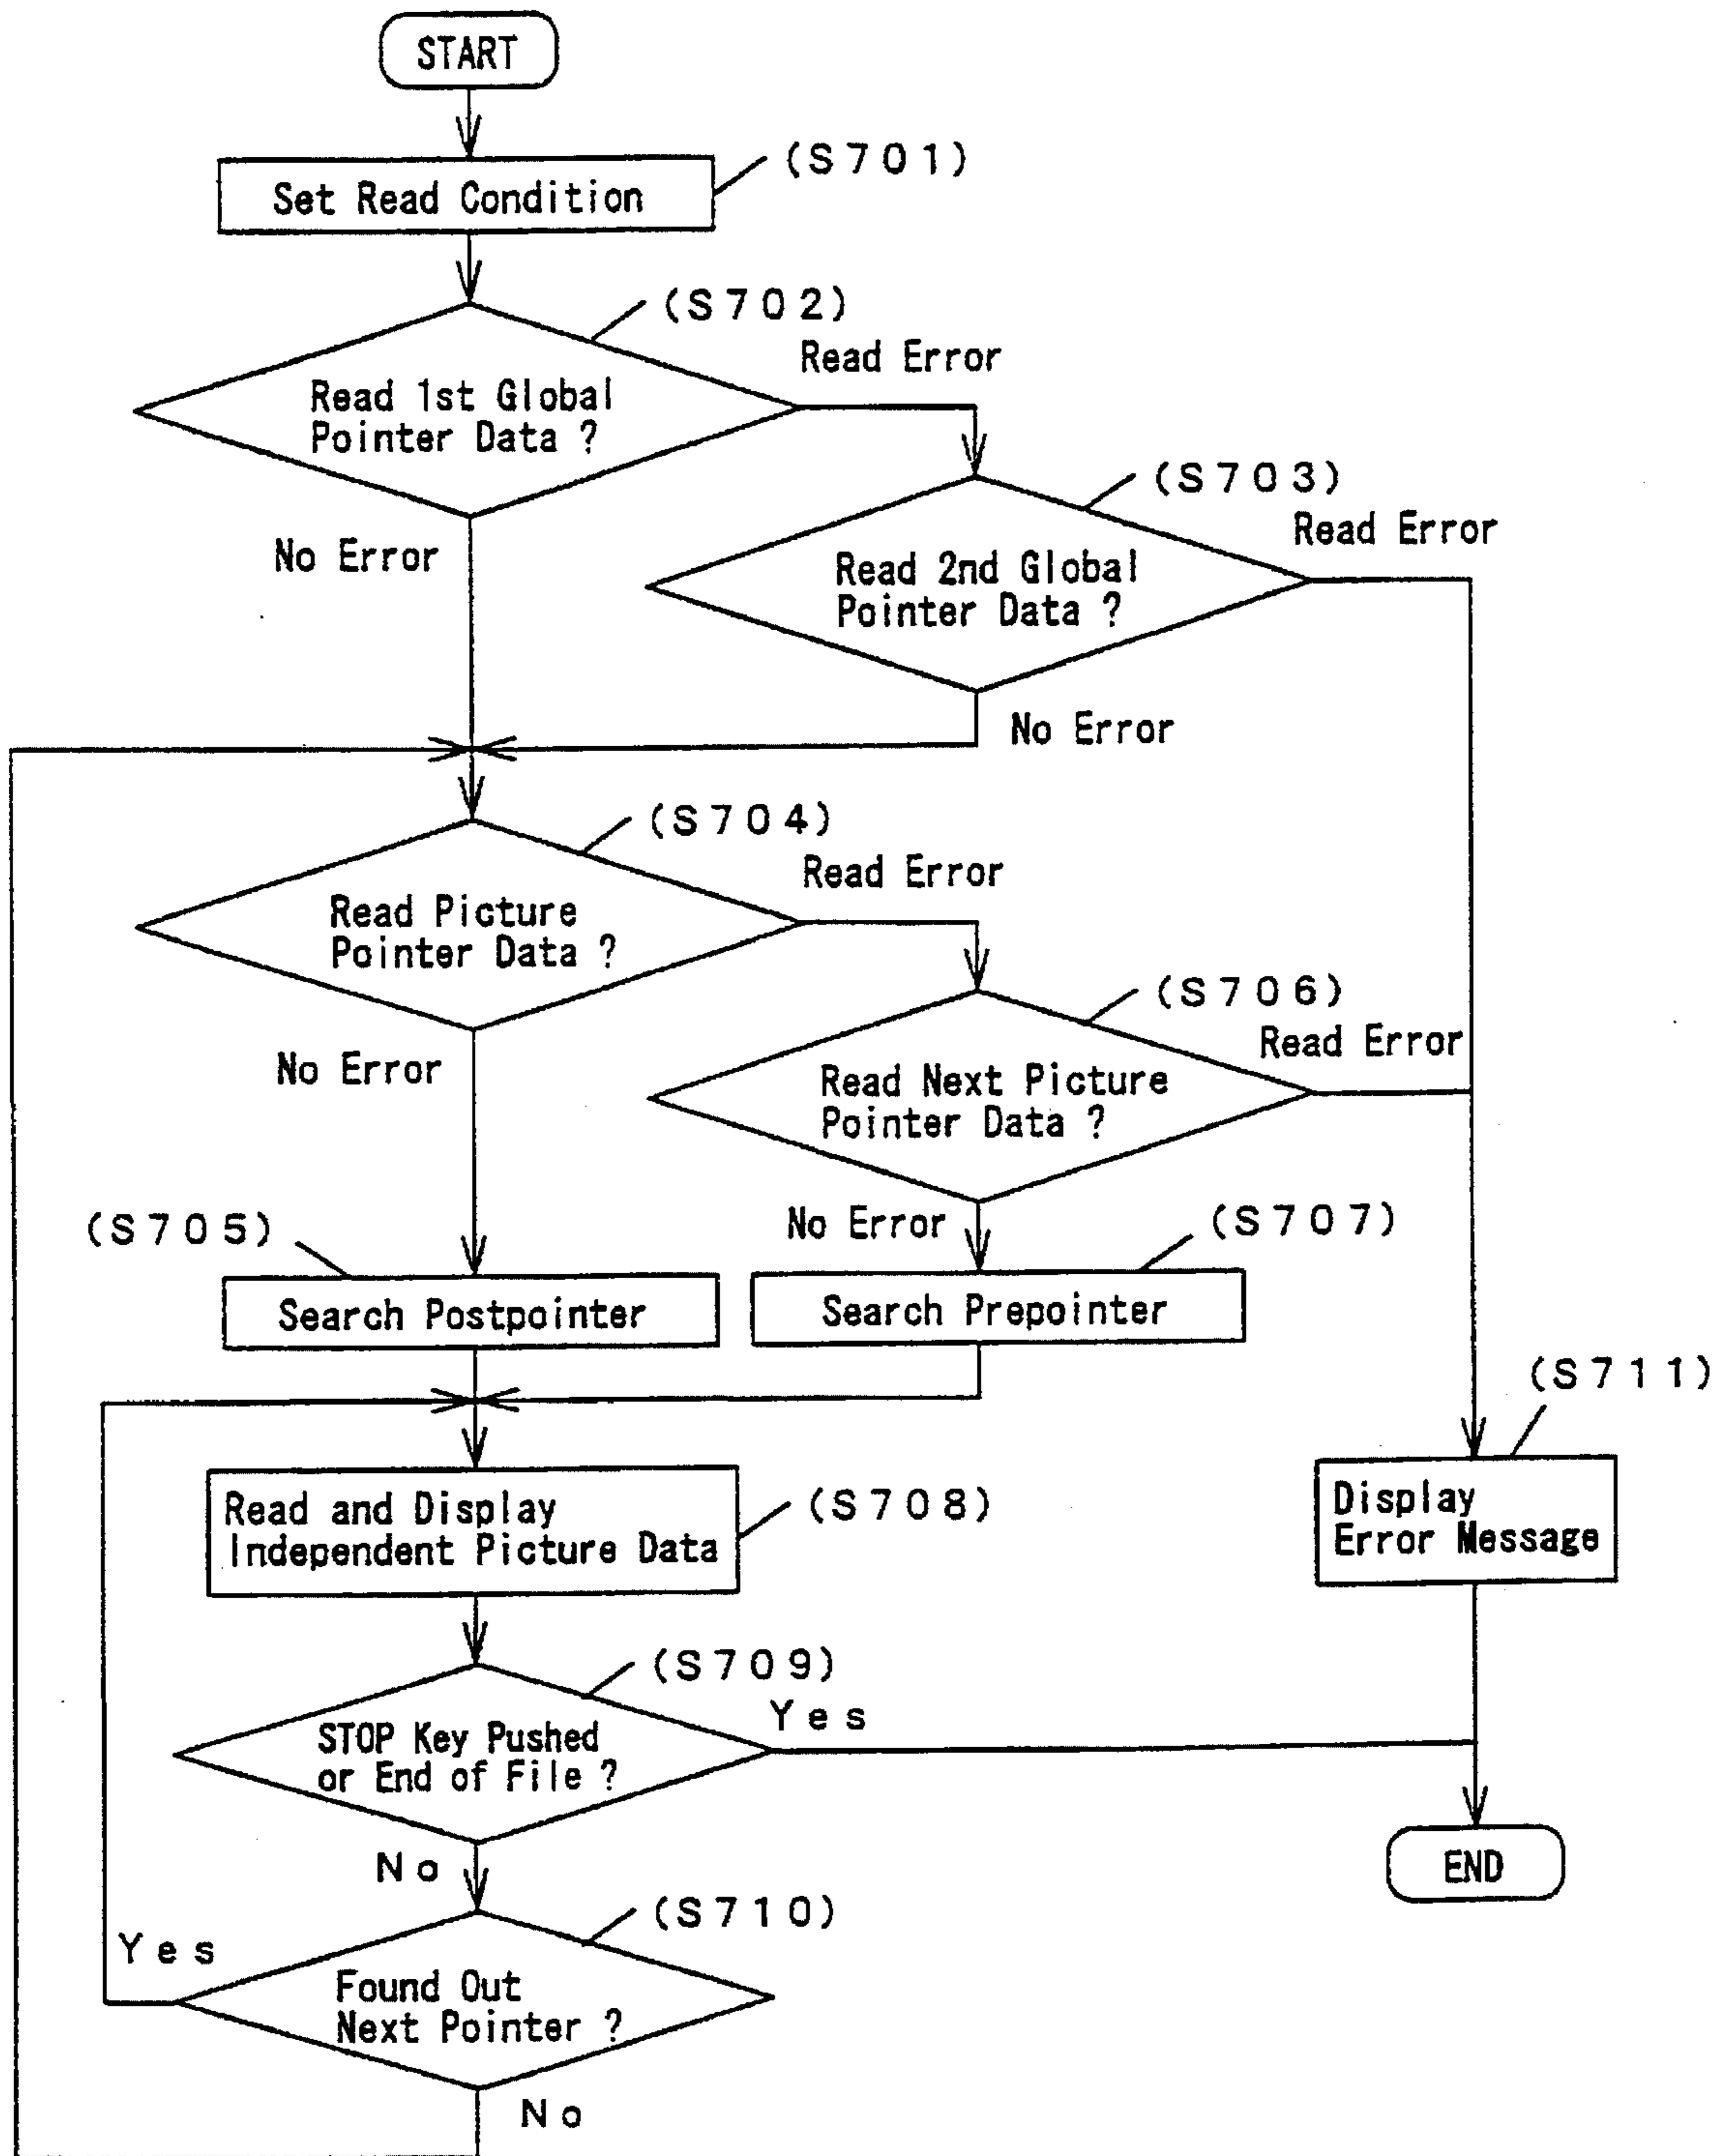 START
(S701)
Set Read Condition
(S702)
Read Error
Read 1st Global
Pointer Data ?
(S703)
Read Error
No Error
Read 2nd Global
Pointer Data ?
No Error
(S704)
Read Error
Read Picture
Pointer Data ?
(S706)
Read Error
No Error
Read Next Picture
Pointer Data ?
(S705)
No Error
(S707)
Search Postpointer
Search Prepointer
(S711)
Read and Display
Independent Picture Data
(S708)
Display
Error Message
(S709)
Yes
STOP Key Pushed
or End of File ?
No
END
(S710)
Yes
Found Out
Next Pointer ?
No